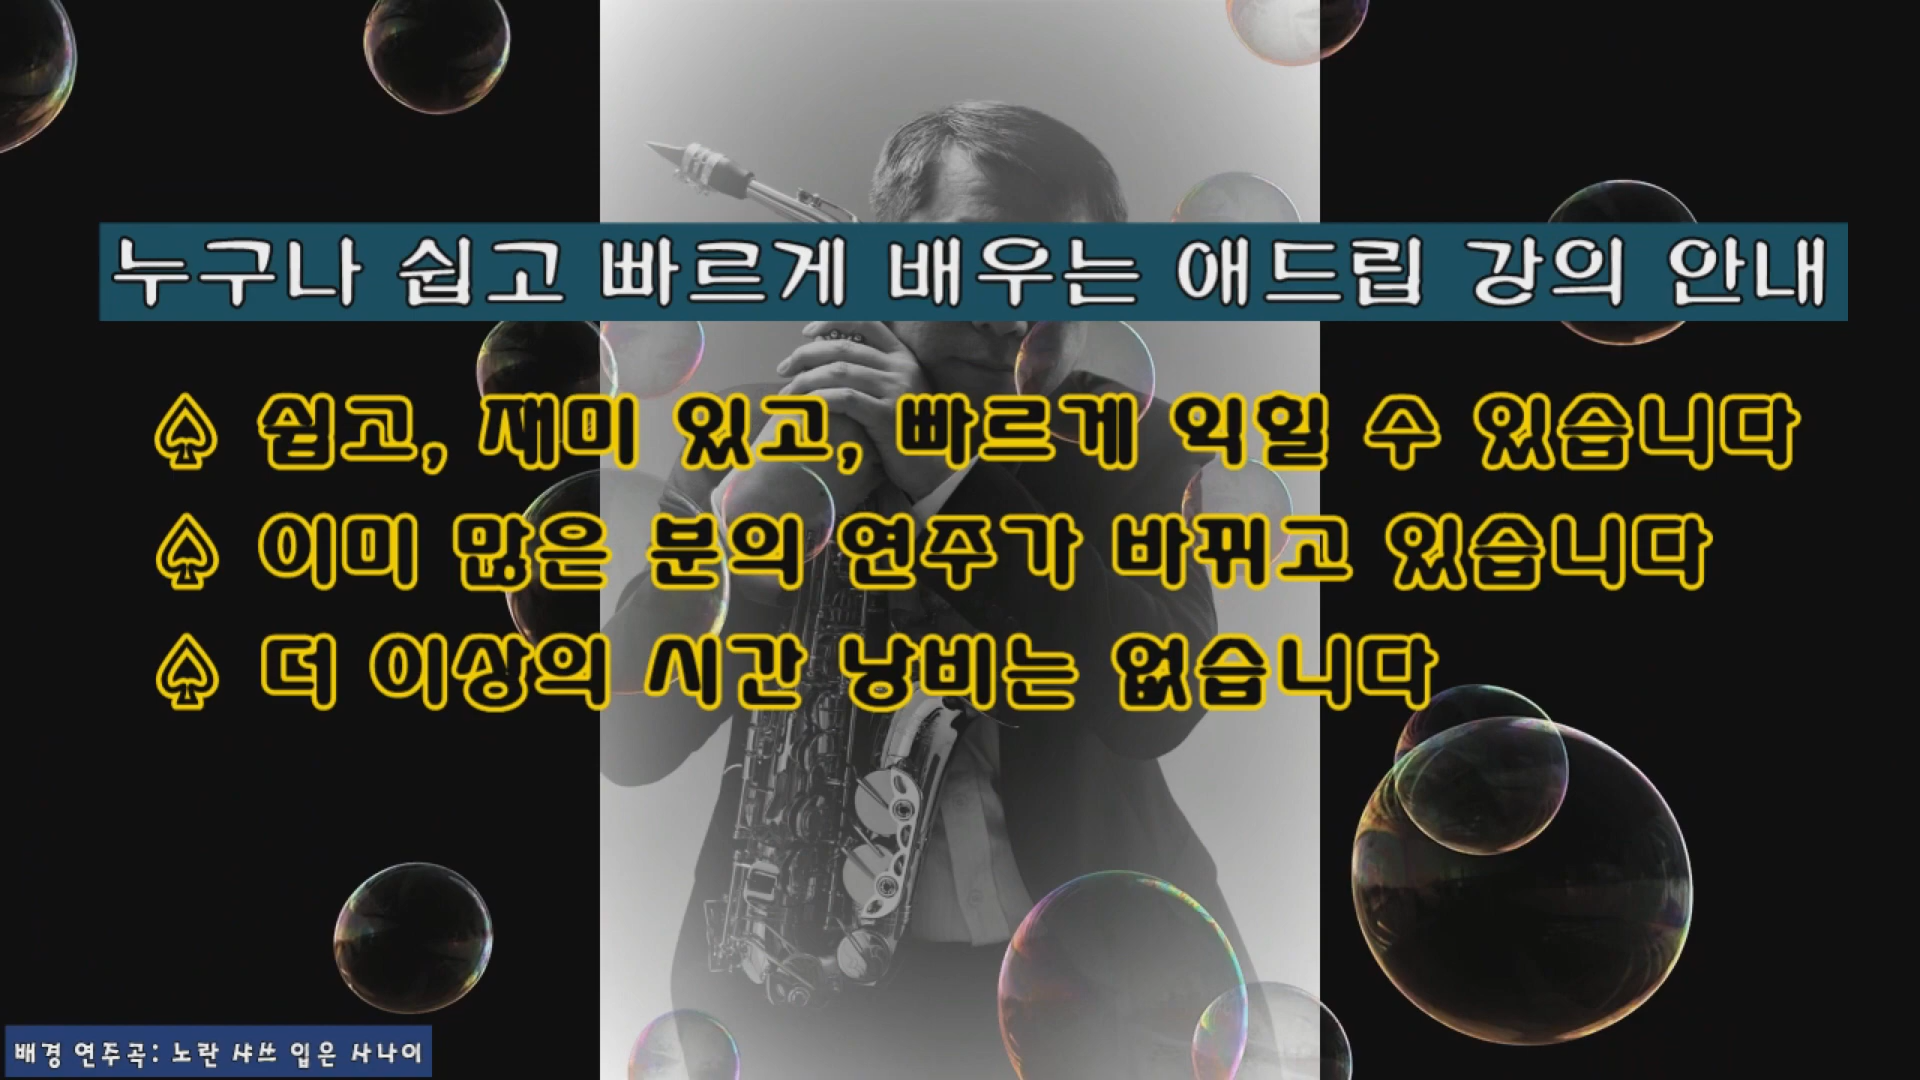 누구나 쉽고 빠르게 배우는 애드립 강의 안내
♤ 쉽고, 재미 있고, 빠르게 익힐 수 있습니다
♤ 이미 많은 분의 연주가 바뀌고 있습니다
♤ 더 이상의 시간 낭비는 없습니다
배경 연주곡: 노란 샤쓰 입은 사나이